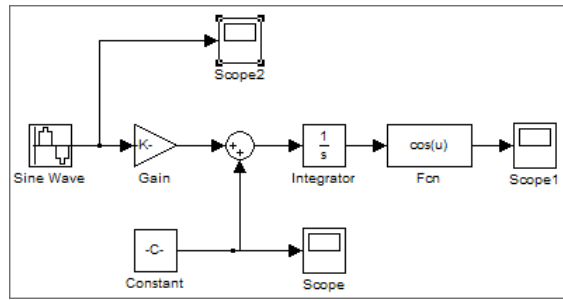 Scope2
K-
++
1
s
cos(u)
Sine Wave
Gain
Integrator
Fcn
Scope1
-C-
Constant
Scope